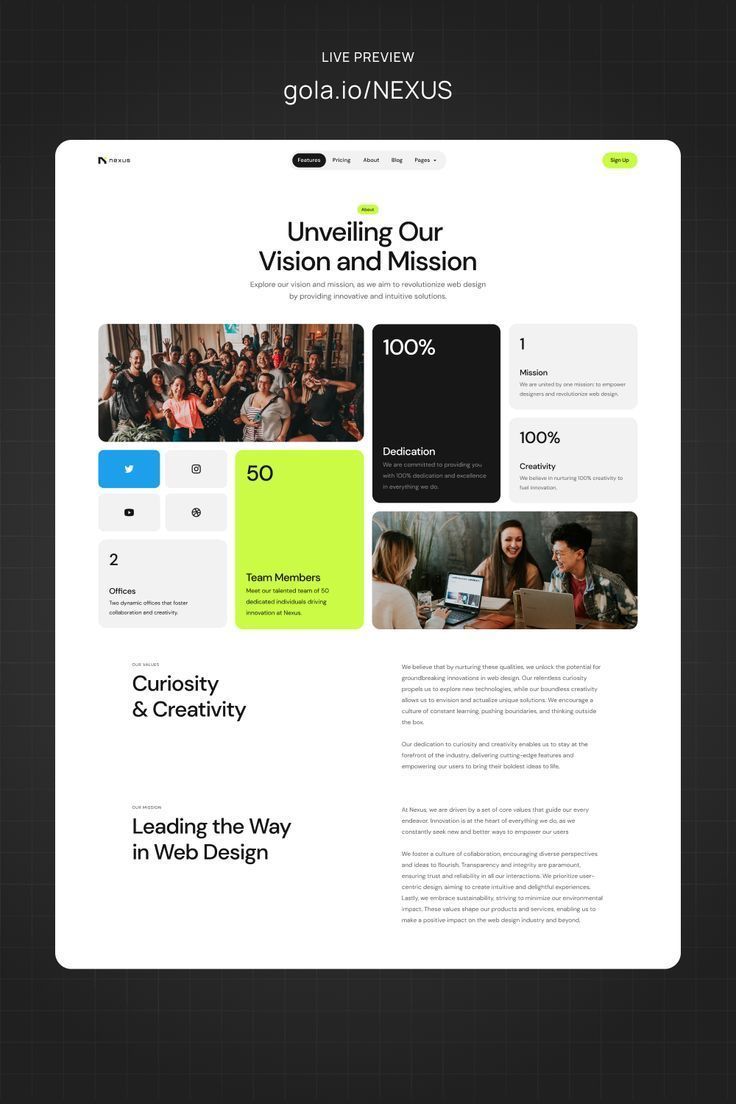 LIVE PREVIEW
gola.io/NEXUS
nexus
Features Pricing About Blog Pages
Sign Up
About
Unveiling Our
Vision and Mission
Explore our vision and mission, as we aim to revolutionize web design
by providing innovative and intuitive solutions.
100%
Dedication
We are committed to providing you
with 100% dedication and excellence
in everything we do.
1
Mission
We are united by one mission: to empower
designers and revolutionize web design.
100%
Creativity
We believe in nurturing 100% creativity to
fuel innovation.
50
Team Members
Meet our talented team of 50
dedicated individuals driving
innovation at Nexus.
2
Offices
Two dynamic offices that foster
collaboration and creativity.
OUR VALUES
Curiosity
& Creativity
We believe that by nurturing these qualities, we unlock the potential for
groundbreaking innovations in web design. Our relentless curiosity
propels us to explore new technologies, while our boundless creativity
allows us to envision and actualize unique solutions. We encourage a
culture of constant learning, pushing boundaries, and thinking outside
the box.
Our dedication to curiosity and creativity enables us to stay at the
forefront of the industry, delivering cutting-edge features and
empowering our users to bring their boldest ideas to life.
OUR MISSION
Leading the Way
in Web Design
At Nexus, we are driven by a set of core values that guide our every
endeavor. Innovation is at the heart of everything we do, as we
constantly seek new and better ways to empower our users
We foster a culture of collaboration, encouraging diverse perspectives
and ideas to flourish. Transparency and integrity are paramount,
ensuring trust and reliability in all our interactions. We prioritize user-
centric design, aiming to create intuitive and delightful experiences.
Lastly, we embrace sustainability, striving to minimize our environmental
impact. These values shape our products and services, enabling us to
make a positive impact on the web design industry and beyond.